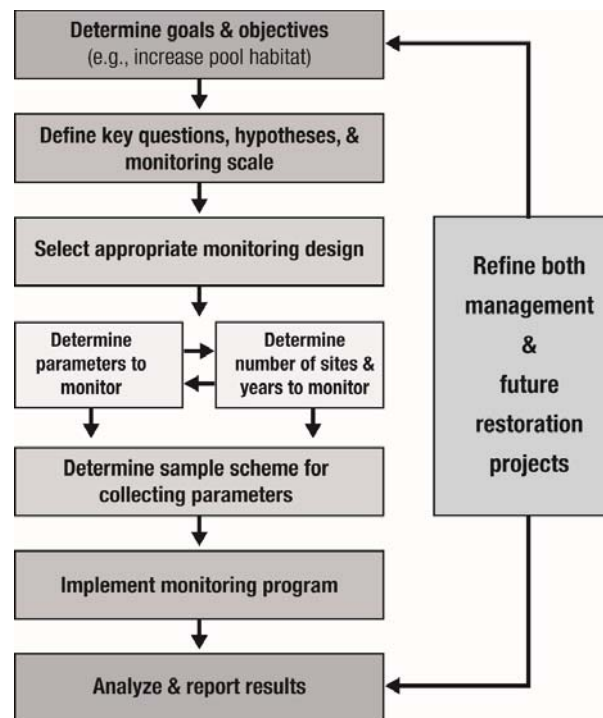 Determine goals & objectives
(e.g., increase pool habitat)
Define key questions, hypotheses, &
monitoring scale
Select appropriate monitoring design
Determine
parameters to
monitor
Determine
number of sites &
years to monitor
Determine sample scheme for
collecting parameters
Implement monitoring program
Analyze & report results
Refine both
management
&
future
restoration
projects